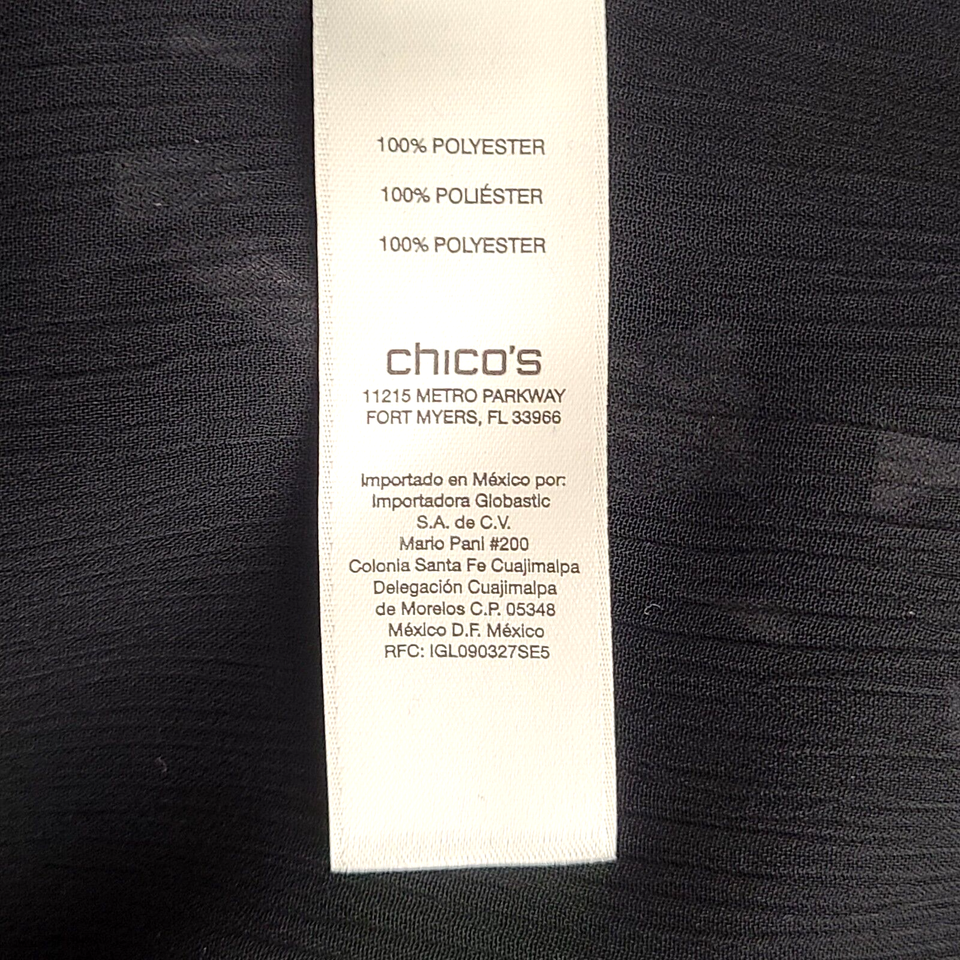 100% POLYESTER
100% POLIÉSTER
100% POLYESTER
chico's
11215 METRO PARKWAY
FORT MYERS, FL 33966
Importado en México por:
Importadora Globastic
S.A. de C.V.
Mario Pani #200
Colonia Santa Fe Cuajimalpa
Delegación Cuajimalpa
de Morelos C.P. 05348
México D.F. México
RFC: IGL090327SE5